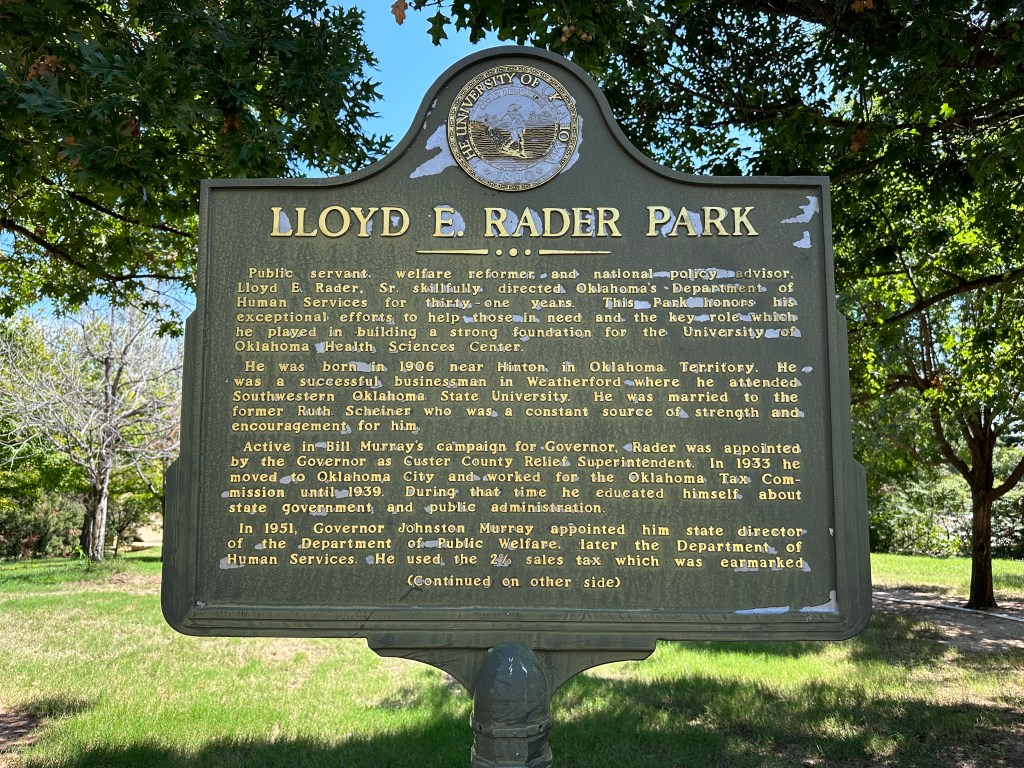 THE UNIVERSITY OF OKLAHOMA
1890
LLOYD E. RADER PARK
Public servant, welfare reformer and national policy advisor,
Lloyd E. Rader, Sr. skillfully directed Oklahoma's Department of
Human Services for thirty-one years. This Park honors his
exceptional efforts to help those in need and the key role which
he played in building a strong foundation for the University of
Oklahoma Health Sciences Center.
He was born in 1906 near Hinton in Oklahoma Territory. He
was a successful businessman in Weatherford where he attended
Southwestern Oklahoma State University. He was married to the
former Ruth Scheiner who was a constant source of strength and
encouragement for him.
Active in Bill Murray's campaign for Governor, Rader was appointed
by the Governor as Custer County Relief Superintendent. In 1933 he
moved to Oklahoma City and worked for the Oklahoma Tax Com-
mission until 1939. During that time he educated himself about
state government and public administration.
In 1951, Governor Johnston Murray appointed him state director
of the Department of Public Welfare, later the Department of
Human Services. He used the 2% sales tax which was earmarked
(Continued on other side)